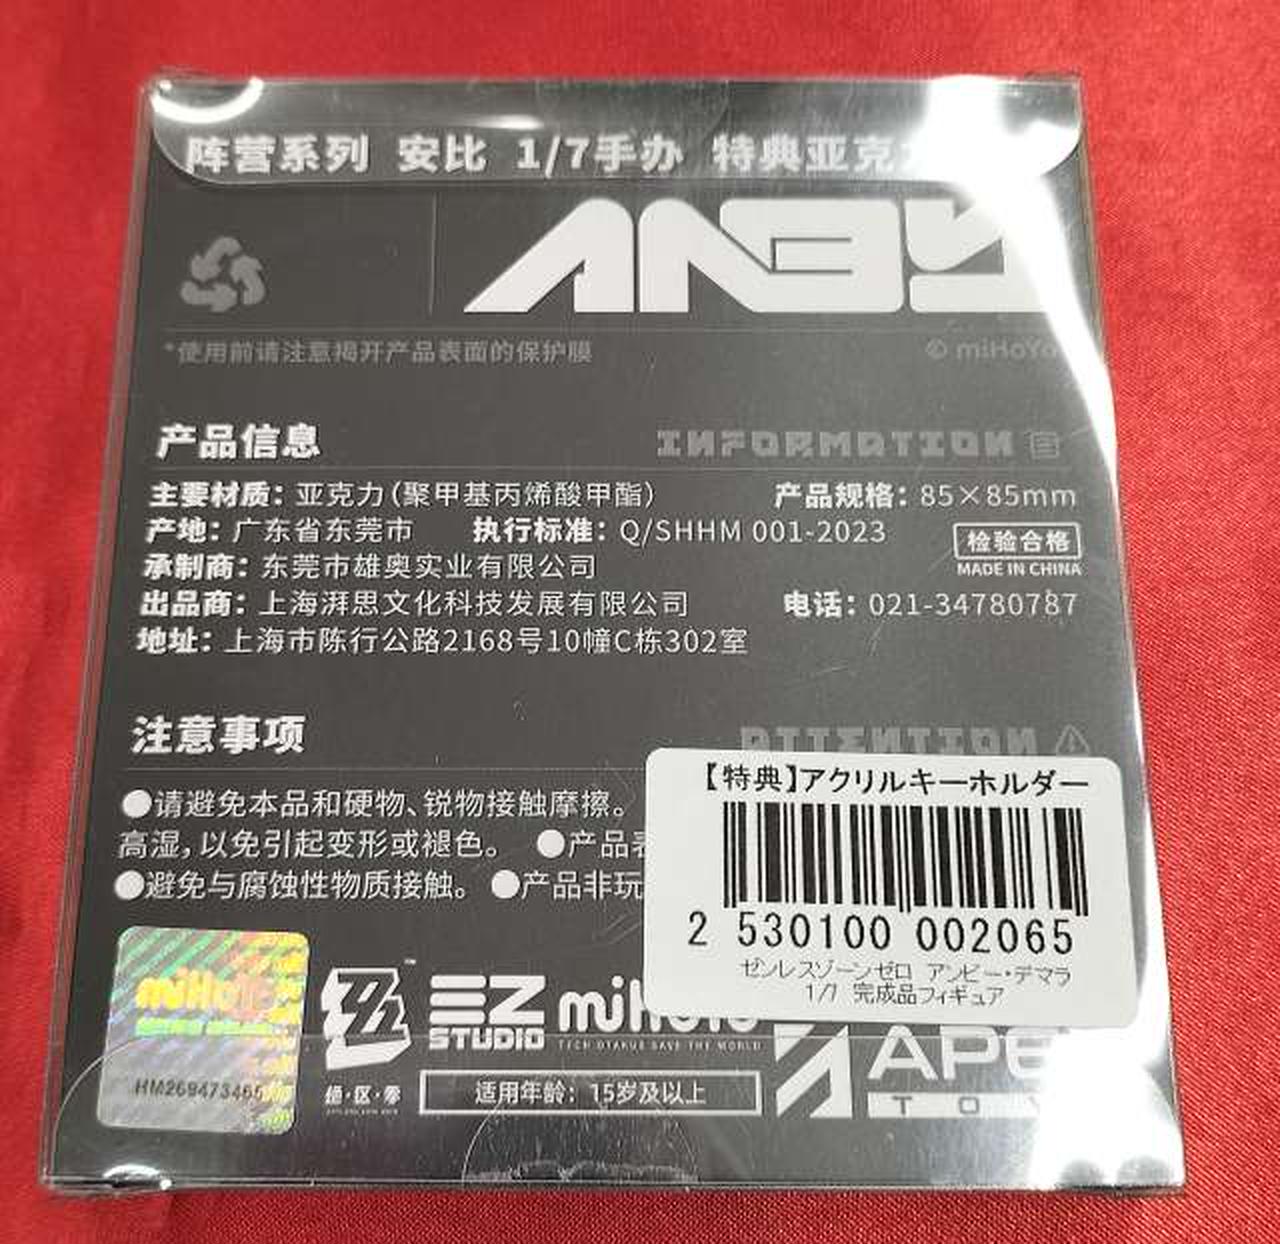 阵营系列 安比 1/7手办 特典亚克
ANBY
*使用前请注意揭开产品表面的保护膜
© miHoYo
产品信息
INFORMATION
主要材质：亚克力（聚甲基丙烯酸甲酯）
产品规格：85×85mm
产地：广东省东莞市 执行标准：Q/SHHM 001-2023
检验合格
MADE IN CHINA
承制商：东莞市雄奥实业有限公司
出品商：上海湃思文化科技发展有限公司
电话：021-34780787
地址：上海市陈行公路2168号10幢C栋302室
注意事项
ATTENTION
●请避免本品和硬物、锐物接触摩擦。
高湿，以免引起变形或褪色。 ●产品
●避免与腐蚀性物质接触。 ●产品非玩
【特典】アクリルキーホルダー
2 530100 002065
ゼンレスゾーンゼロ アンビー・デマラ
1/7 完成品フィギュア
miHoYo
HM269473465
绝·区·零
EZ
STUDIO
miHoYo
TECH OTAKUS SAVE THE WORLD
适用年龄：15岁及以上
APE
TOY